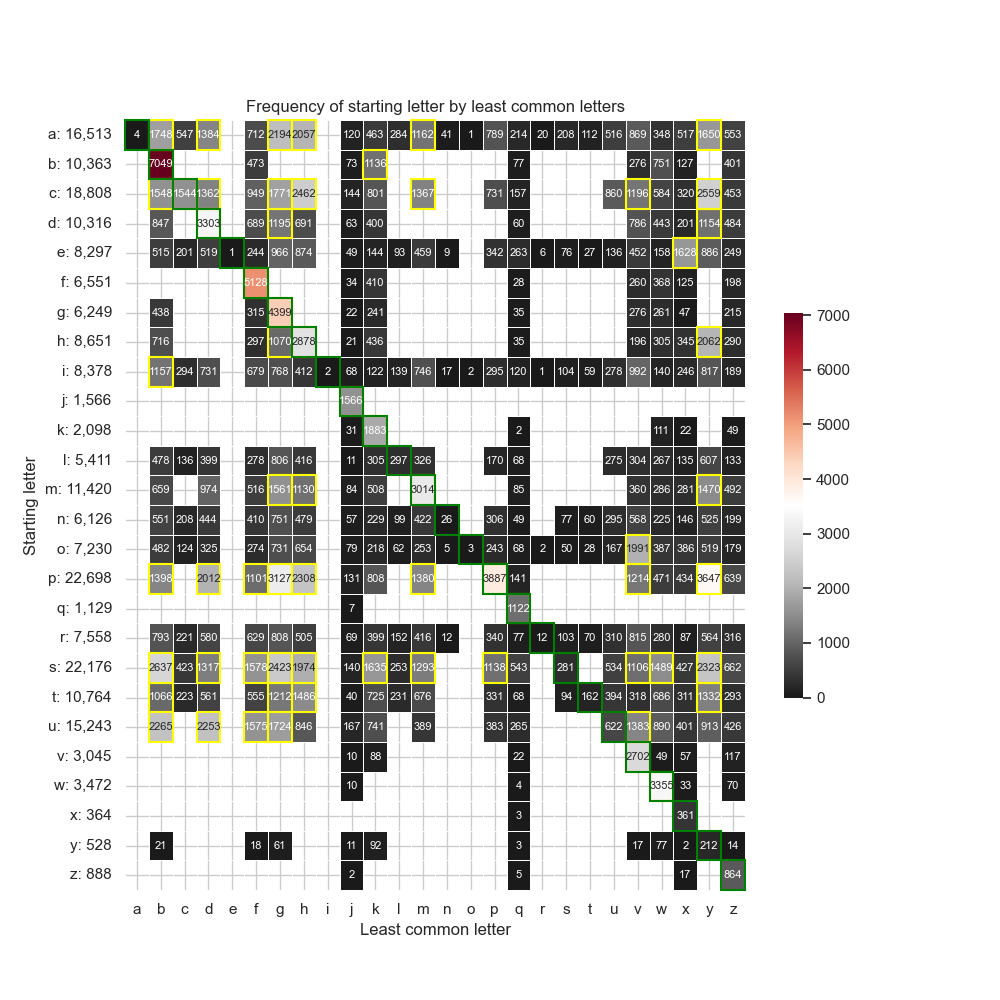 Frequency of starting letter by least common letters
a: 16,513 4 1748 547 1384 712 2194 2057 120 463 284 1162 41 1 789 214 20 208 112 516 869 348 517 1650 553
b: 10,363 7049 473 73 1136 77 276 751 127 401
c: 18,808 1548 1544 1362 949 1771 2462 144 801 1367 731 157 860 1196 584 320 2559 453
d: 10,316 847 3303 689 1195 691 63 400 60 786 443 201 1154 484
e: 8,297 515 201 519 1 244 966 874 49 144 93 459 9 342 263 6 76 27 136 452 158 1628 886 249
f: 6,551 5128 34 410 28 260 368 125 198
g: 6,249 438 315 4399 22 241 35 276 261 47 215
h: 8,651 716 297 1070 2878 21 436 35 196 305 345 2062 290
i: 8,378 1157 294 731 679 768 412 2 68 122 139 746 17 2 295 120 1 104 59 278 992 140 246 817 189
j: 1,566 1566
k: 2,098 31 1883 2 111 22 49
l: 5,411 478 136 399 278 806 416 11 305 297 326 170 68 275 304 267 135 607 133
m: 11,420 659 974 516 1561 1130 84 508 3014 85 360 286 281 1470 492
n: 6,126 551 208 444 410 751 479 57 229 99 422 26 306 49 77 60 295 568 225 146 525 199
o: 7,230 482 124 325 274 731 654 79 218 62 253 5 3 243 68 2 50 28 167 1991 387 386 519 179
p: 22,698 1398 2012 1101 3127 2308 131 808 1380 3887 141 1214 471 434 3647 639
q: 1,129 7 1122
r: 7,558 793 221 580 629 808 505 69 399 152 416 12 340 77 12 103 70 310 815 280 87 564 316
s: 22,176 2637 423 1317 1578 2423 1974 140 1635 253 1293 1138 543 281 534 1106 1489 427 2323 662
t: 10,764 1066 223 561 555 1212 1486 40 725 231 676 331 68 94 162 394 318 686 311 1332 293
u: 15,243 2265 2253 1575 1724 846 167 741 389 383 265 622 1383 890 401 913 426
v: 3,045 10 88 22 2702 49 57 117
w: 3,472 10 4 3355 33 70
x: 364 3 361
y: 528 21 18 61 11 92 3 17 77 2 212 14
z: 888 2 5 17 864
a b c d e f g h i j k l m n o p q r s t u v w x y z
Least common letter
Starting letter
7000
6000
5000
4000
3000
2000
1000
0